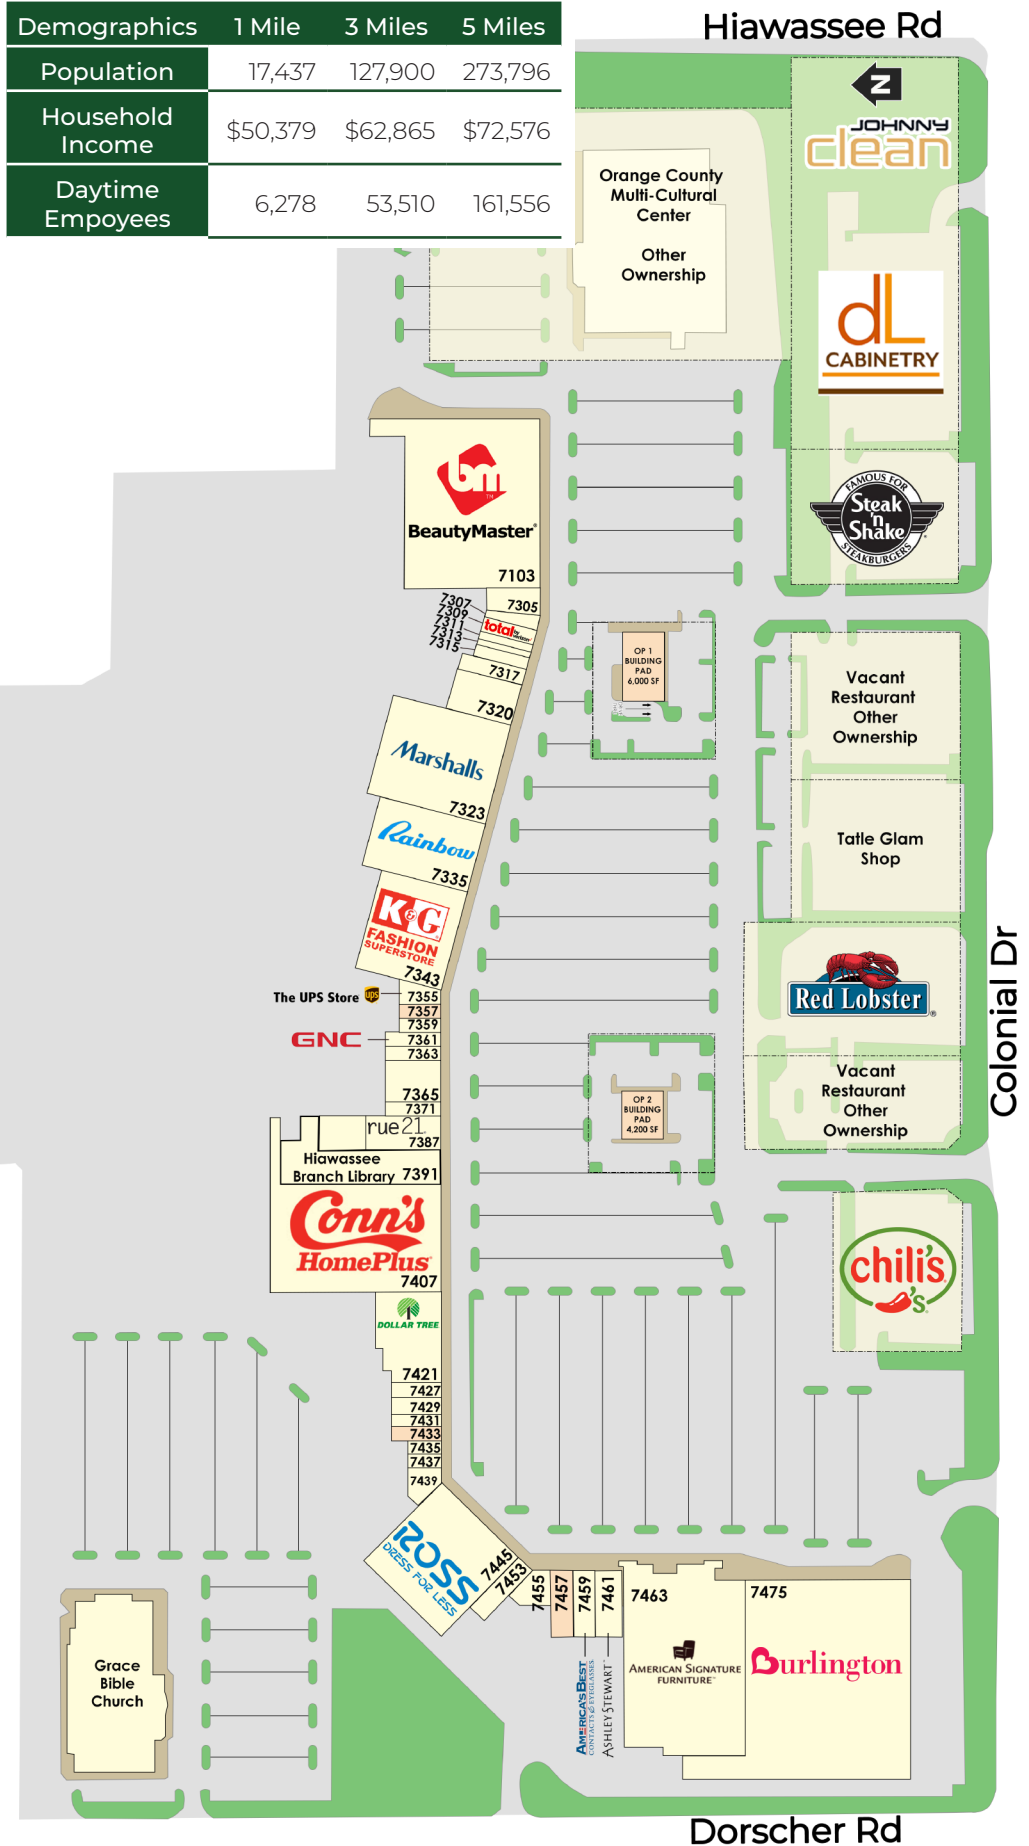 Hiawassee Rd
Demographics 1 Mile 3 Miles 5 Miles
Population 17,437 127,900 273,796
Household
Income $50,379 $62,865 $72,576
Daytime
Empoyees 6,278 53,510 161,556
N
JOHNNY
clean
Orange County
Multi-Cultural
Center
Other
Ownership
dL
CABINETRY
FAMOUS FOR
Steak
'n
Shake
STEAKBURGERS
bm
TM
BeautyMaster
7103
7305
7307
7309
7311
7313
7315
total
7317
7320
OP 1
BUILDING
PAD
6,000 SF
Vacant
Restaurant
Other
Ownership
Marshalls
7323
Rainbow
7335
Tatle Glam
Shop
K&G
FASHION
SUPERSTORE
7343
Red Lobster
The UPS Store ups
7355
7357
7359
GNC
7361
7363
7365
7371
OP 2
BUILDING
PAD
4,200 SF
Vacant
Restaurant
Other
Ownership
Colonial Dr
rue21
7387
Hiawassee
Branch Library 7391
Conn's
HomePlus
7407
chili's
's
DOLLAR TREE
7421
7427
7429
7431
7433
7435
7437
7439
ROSS
DRESS FOR LESS
7445
7453
7455
7457
7459
7461
7463
7475
AMERICA'S BEST
CONTACTS & EYEGLASSES
ASHLEY STEWART
AMERICAN SIGNATURE
FURNITURE
Burlington
Grace
Bible
Church
Dorscher Rd